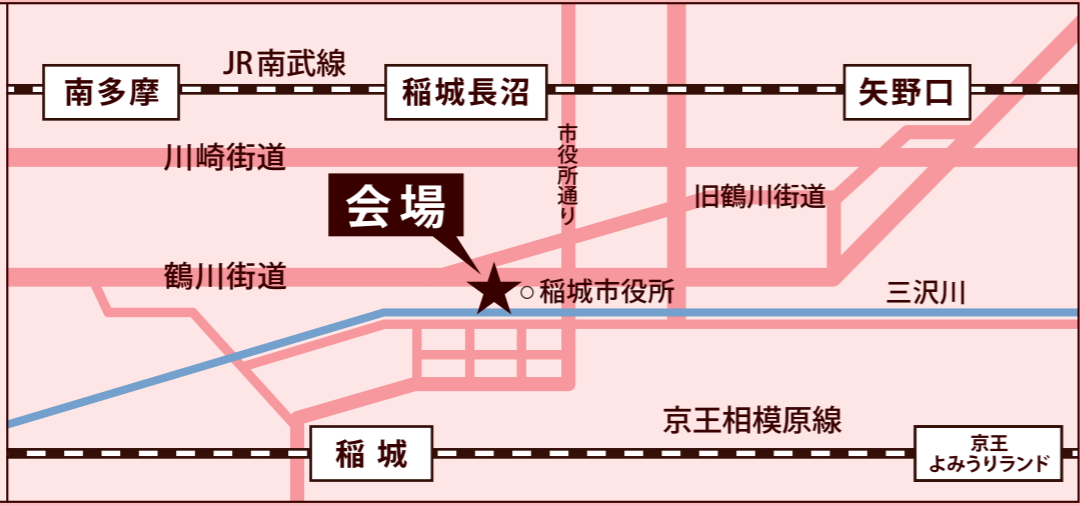 JR南武線
南多摩
稲城長沼
矢野口
市役所通り
川崎街道
会場
旧鶴川街道
鶴川街道
稲城市役所
三沢川
京王相模原線
稲城
京王
よみうりランド